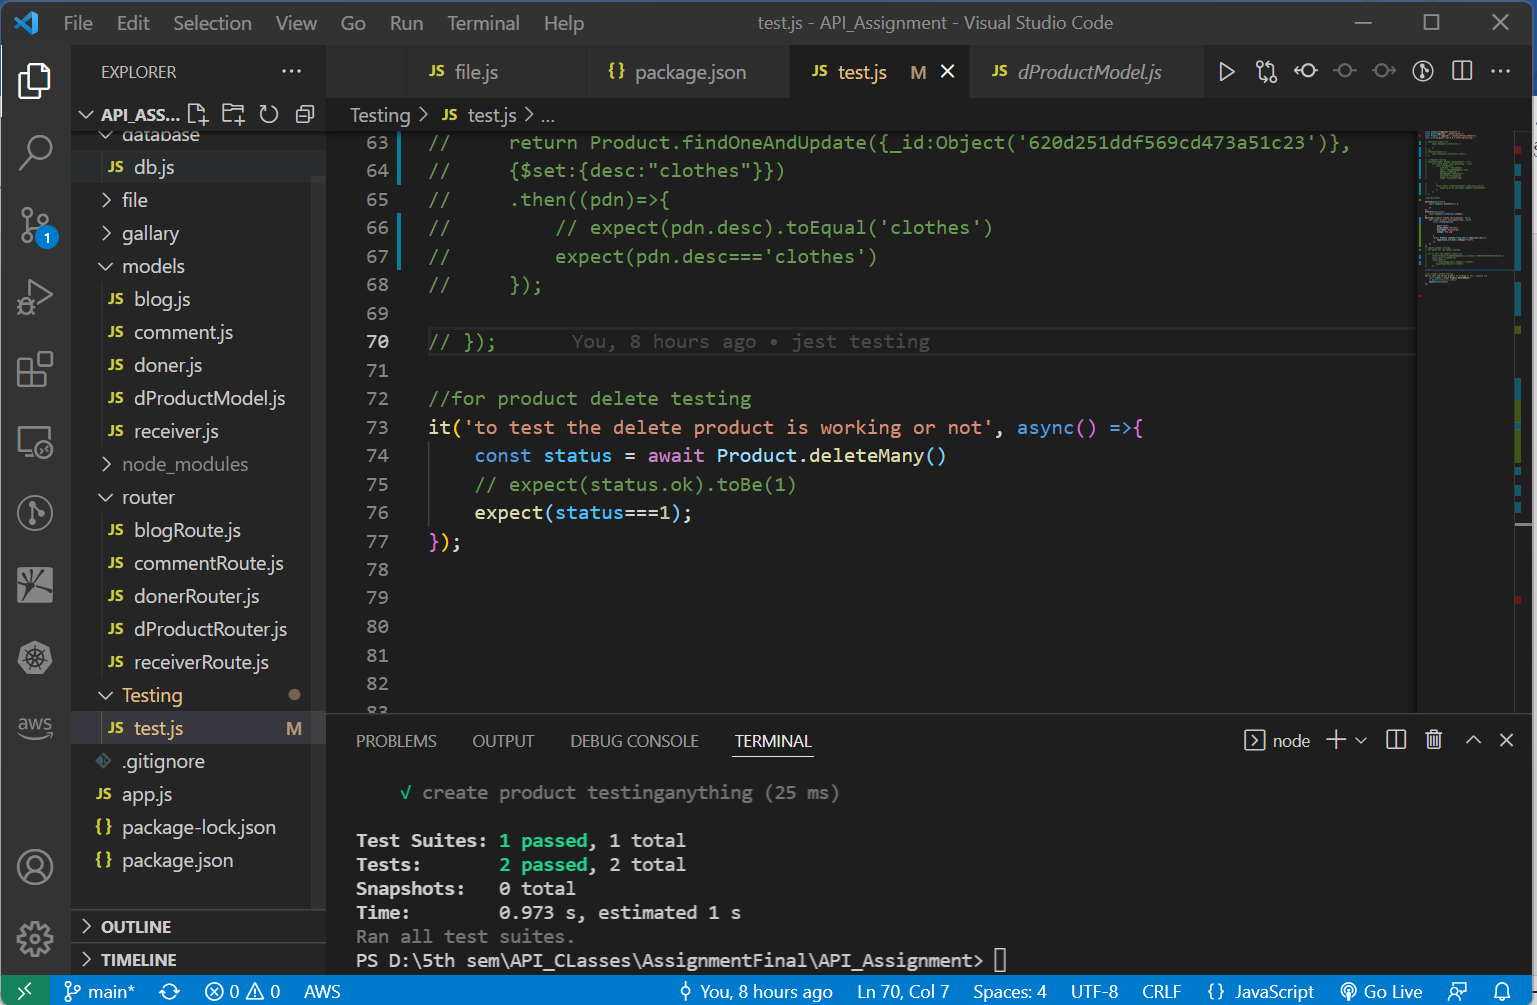 File Edit Selection View Go Run Terminal Help test.js - API_Assignment - Visual Studio Code
EXPLORER ...
JS file.js {} package.json JS test.js M JS dProductModel.js
API_ASS...
Testing > JS test.js > ...
database
JS db.js
file
gallary
models
JS blog.js
JS comment.js
JS doner.js
JS dProductModel.js
JS receiver.js
node_modules
router
JS blogRoute.js
JS commentRoute.js
JS donerRouter.js
JS dProductRouter.js
JS receiverRoute.js
Testing
JS test.js M
.gitignore
JS app.js
{} package-lock.json
{} package.json
OUTLINE
TIMELINE
1
aws
63 // return Product.findOneAndUpdate({_id:Object('620d251ddf569cd473a51c23')},
64 // {$set:{desc:"clothes"}})
65 // .then((pdn)=>{
66 // // expect(pdn.desc).toEqual('clothes')
67 // expect(pdn.desc==='clothes')
68 // });
69
70 // }); You, 8 hours ago • jest testing
71
72 //for product delete testing
73 it('to test the delete product is working or not', async() =>{
74 const status = await Product.deleteMany()
75 // expect(status.ok).toBe(1)
76 expect(status===1);
77 });
78
79
80
81
82
83
PROBLEMS OUTPUT DEBUG CONSOLE TERMINAL node
√ create product testinganything (25 ms)
Test Suites: 1 passed, 1 total
Tests: 2 passed, 2 total
Snapshots: 0 total
Time: 0.973 s, estimated 1 s
Ran all test suites.
PS D:\5th sem\API_CLasses\AssignmentFinal\API_Assignment>
main* 0 0 AWS You, 8 hours ago Ln 70, Col 7 Spaces: 4 UTF-8 CRLF {} JavaScript Go Live